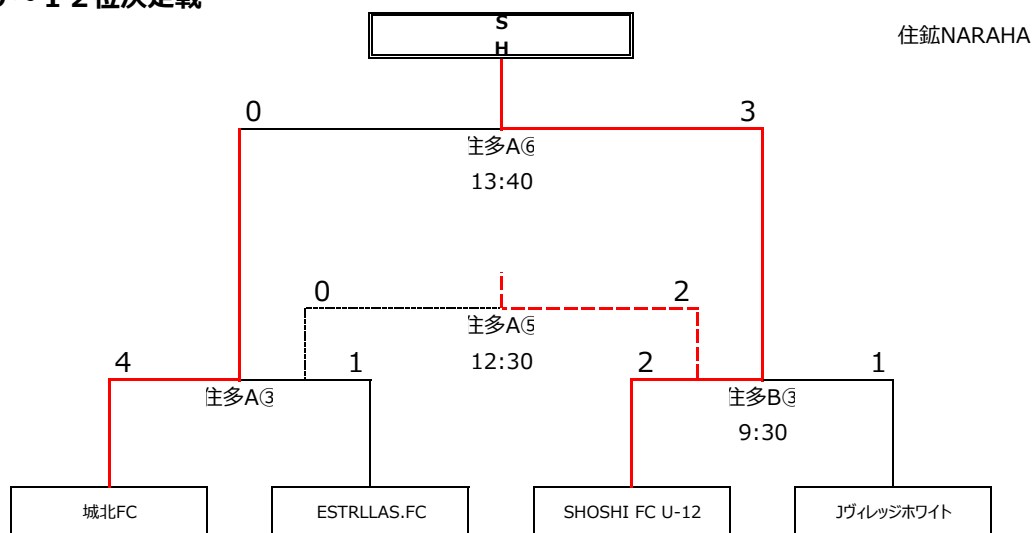 １２位決定戦
S
H
住鉱NARAHA
0
3
住多A⑥
13:40
0
2
住多A⑤
12:30
4
1
2
1
住多A③
住多B③
9:30
城北FC
ESTRLLAS.FC
SHOSHI FC U-12
Jヴィレッジホワイト